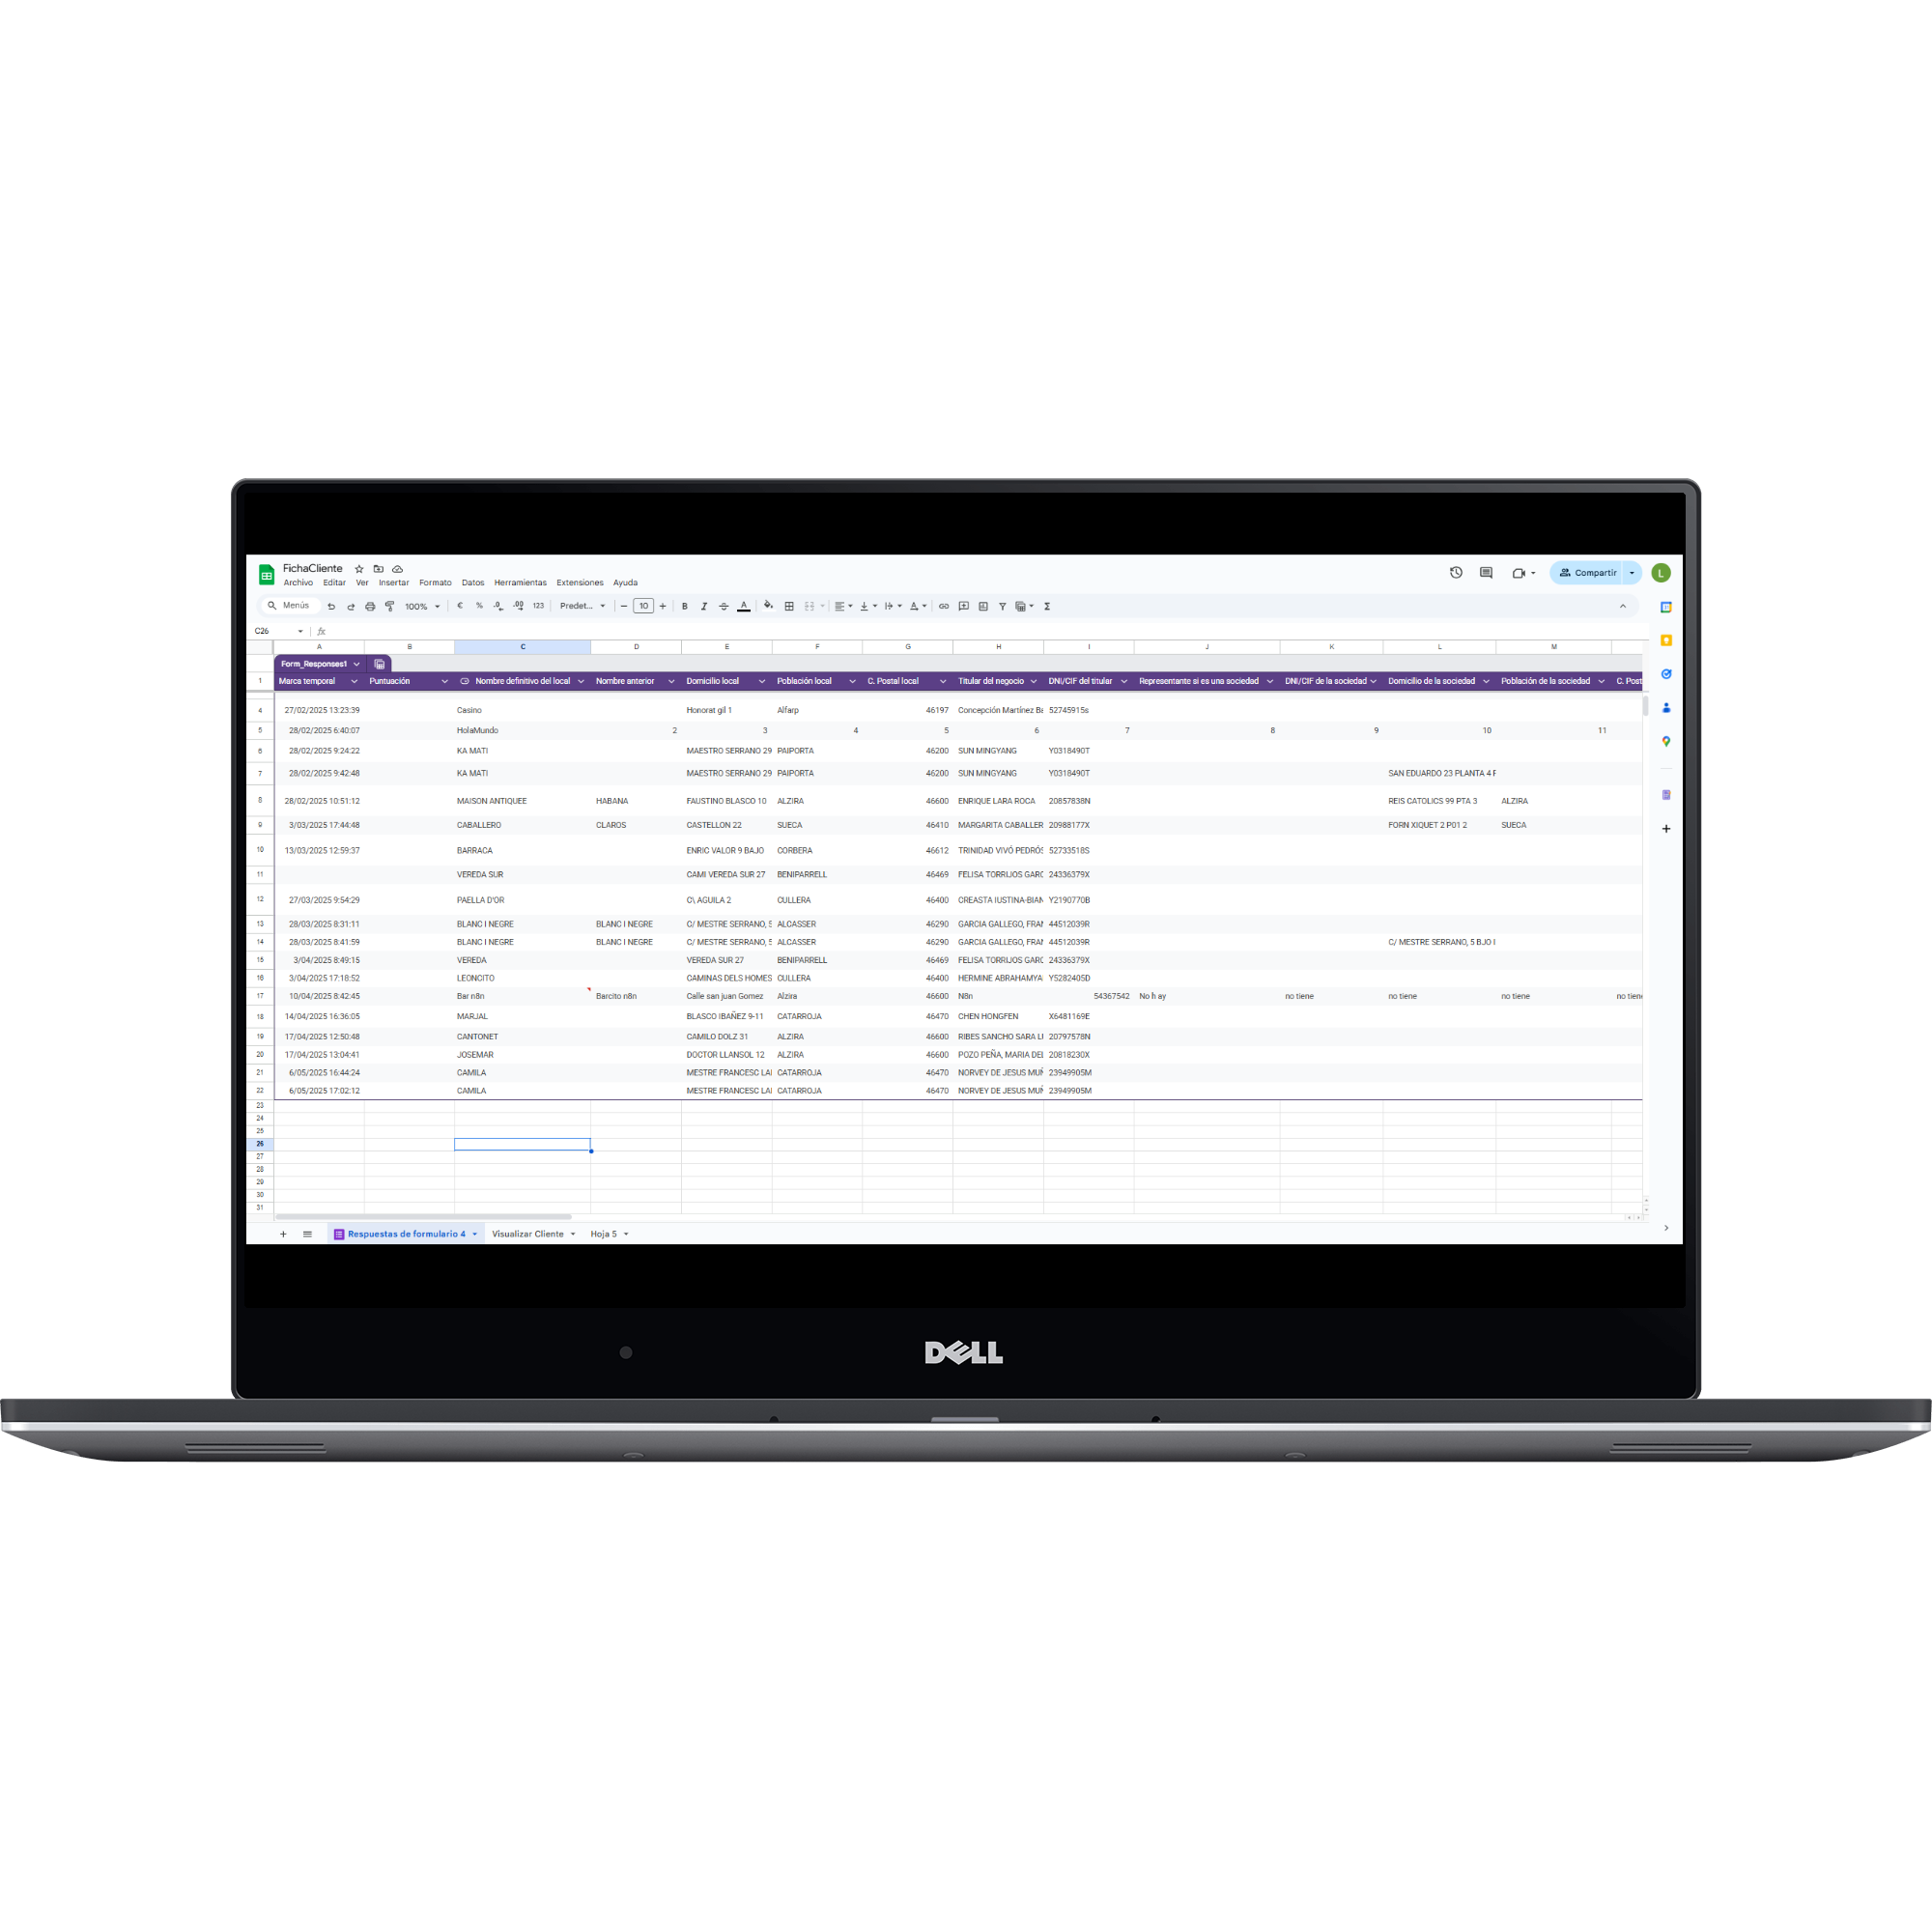 FichaCliente
Archivo Editar Ver Insertar Formato Datos Herramientas Extensiones Ayuda
Compartir L
Menús 100% € % .0 .00 123 Predet... − 10 + B I A Σ
C26 fx
A B C D E F G H I J K L M
Form_Responses1
1 Marca temporal Puntuación Nombre definitivo del local Nombre anterior Domicilio local Población local C. Postal local Titular del negocio DNI/CIF del titular Representante si es una sociedad DNI/CIF de la sociedad Domicilio de la sociedad Población de la sociedad C. Post
4 27/02/2025 13:23:39 Casino Honorat gil 1 Alfarp 46197 Concepción Martínez 52745915s
5 28/02/2025 6:40:07 HolaMundo 2 3 4 5 6 7 8 9 10 11
6 28/02/2025 9:24:22 KA MATI MAESTRO SERRANO 29 PAIPORTA 46200 SUN MINGYANG Y0318490T
7 28/02/2025 9:42:48 KA MATI MAESTRO SERRANO 29 PAIPORTA 46200 SUN MINGYANG Y0318490T SAN EDUARDO 23 PLANTA 4
8 28/02/2025 10:51:12 MAISON ANTIQUEE HABANA FAUSTINO BLASCO 10 ALZIRA 46600 ENRIQUE LARA ROCA 20857838N REIS CATOLICS 99 PTA 3 ALZIRA
9 3/03/2025 17:44:48 CABALLERO CLAROS CASTELLON 22 SUECA 46410 MARGARITA CABALLER 20988177X FORN XIQUET 2 P01 2 SUECA
10 13/03/2025 12:59:37 BARRACA ENRIC VALOR 9 BAJO CORBERA 46612 TRINIDAD VIVÓ PEDRÓS 52733518S
11 VEREDA SUR CAMI VEREDA SUR 27 BENIPARRELL 46469 FELISA TORRIJOS GARC 24336379X
12 27/03/2025 9:54:29 PAELLA D'OR C\ AGUILA 2 CULLERA 46400 CREASTA IUSTINA-BIAN Y2190770B
13 28/03/2025 8:31:11 BLANC I NEGRE BLANC I NEGRE C/ MESTRE SERRANO, 5 ALCASSER 46290 GARCIA GALLEGO, FRAN 44512039R
14 28/03/2025 8:41:59 BLANC I NEGRE BLANC I NEGRE C/ MESTRE SERRANO, 5 ALCASSER 46290 GARCIA GALLEGO, FRAN 44512039R C/ MESTRE SERRANO, 5 BJO
15 3/04/2025 8:49:15 VEREDA VEREDA SUR 27 BENIPARRELL 46469 FELISA TORRIJOS GARC 24336379X
16 3/04/2025 17:18:52 LEONCITO CAMINAS DELS HOMES CULLERA 46400 HERMINE ABRAHAMYA Y5282405D
17 10/04/2025 8:42:45 Bar n8n Barcito n8n Calle san juan Gomez Alzira 46600 N8n 54367542 No h ay no tiene no tiene no tiene no tien
18 14/04/2025 16:36:05 MARJAL BLASCO IBAÑEZ 9-11 CATARROJA 46470 CHEN HONGFEN X6481169E
19 17/04/2025 12:50:48 CANTONET CAMILO DOLZ 31 ALZIRA 46600 RIBES SANCHO SARA 20797578N
20 17/04/2025 13:04:41 JOSEMAR DOCTOR LLANSOL 12 ALZIRA 46600 POZO PEÑA, MARIA DEL 20818230X
21 6/05/2025 16:44:24 CAMILA MESTRE FRANCESC CATARROJA 46470 NORVEY DE JESUS MUÑ 23949905M
22 6/05/2025 17:02:12 CAMILA MESTRE FRANCESC CATARROJA 46470 NORVEY DE JESUS MUÑ 23949905M
23
24
25
26
27
28
29
30
31
Respuestas de formulario 4 Visualizar Cliente Hoja 5
DELL